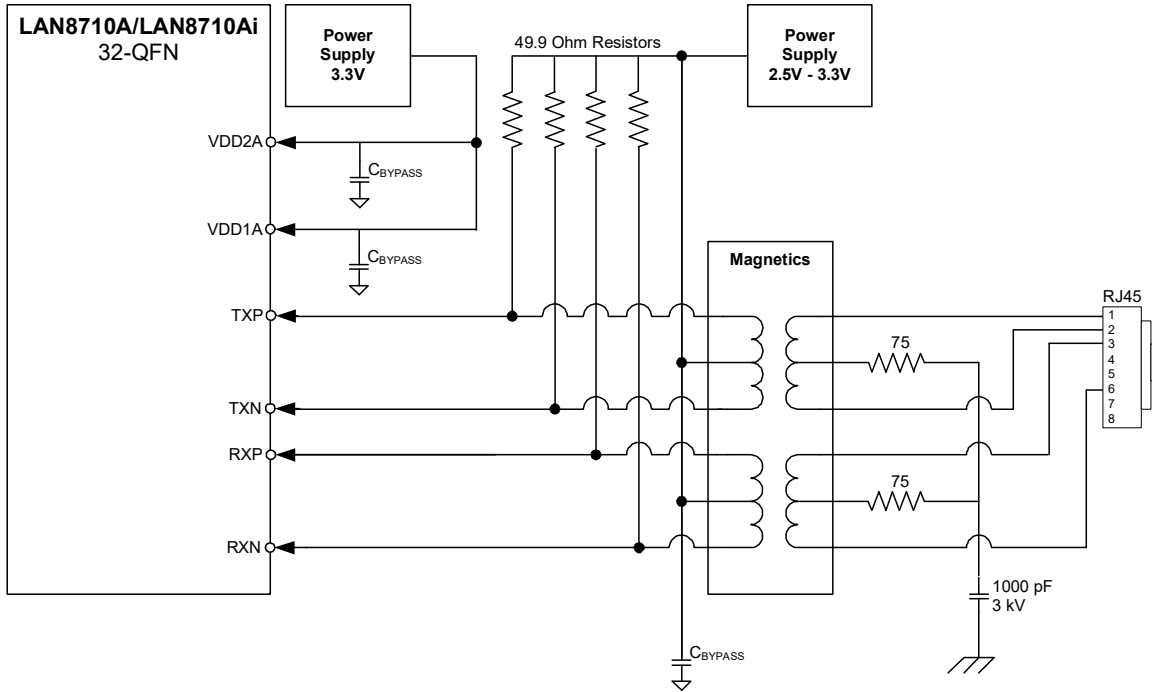 LAN8710A/LAN8710Ai
32-QFN
Power
Supply
3.3V
49.9 Ohm Resistors
Power
Supply
2.5V - 3.3V
VDD2A
CBYPASS
VDD1A
CBYPASS
Magnetics
TXP
RJ45
1
2
3
4
5
6
7
8
75
TXN
RXP
75
RXN
1000 pF
3 kV
CBYPASS